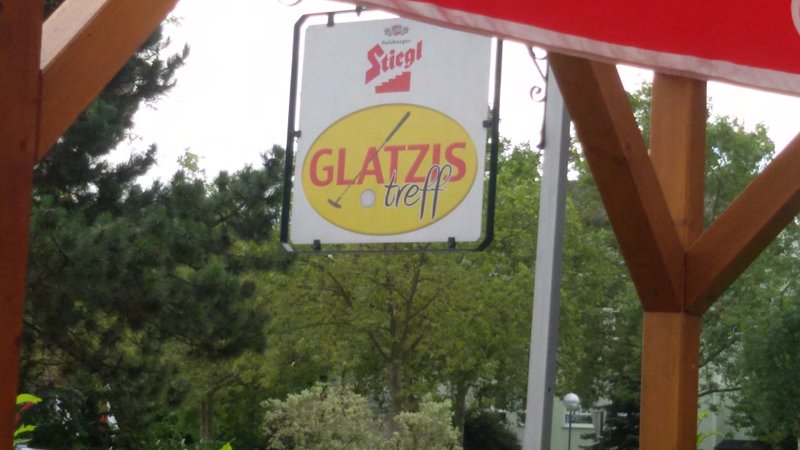 Salzburger
Stiegl
GLATZIS
treff